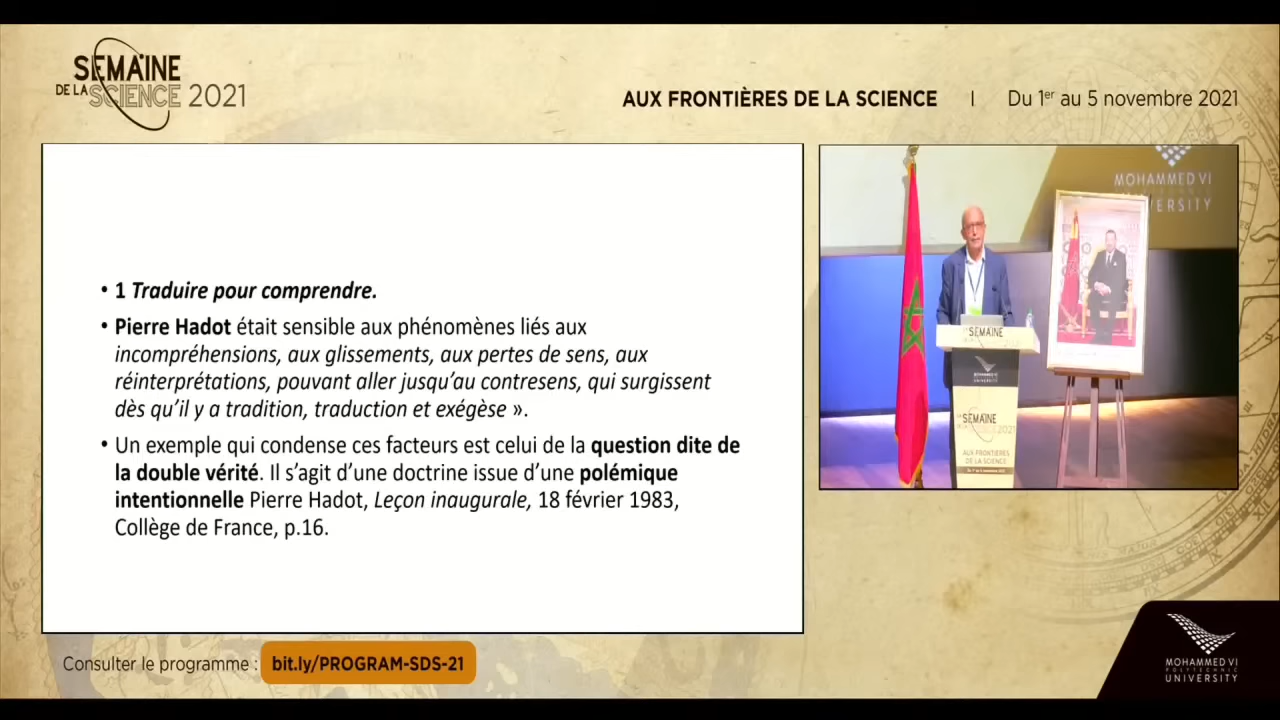 SEMAINE
DE LA SCIENCE 2021
AUX FRONTIÈRES DE LA SCIENCE | Du 1er au 5 novembre 2021
• 1 Traduire pour comprendre.
• Pierre Hadot était sensible aux phénomènes liés aux
incompréhensions, aux glissements, aux pertes de sens, aux
réinterprétations, pouvant aller jusqu’au contresens, qui surgissent
dès qu’il y a tradition, traduction et exégèse ».
• Un exemple qui condense ces facteurs est celui de la question dite de
la double vérité. Il s’agit d’une doctrine issue d’une polémique
intentionnelle Pierre Hadot, Leçon inaugurale, 18 février 1983,
Collège de France, p.16.
MOHAMMED VI
UNIVERSITY
SEMAINE
SEMAINE
2021
AUX FRONTIÈRES
DE LA SCIENCE
Consulter le programme : bit.ly/PROGRAM-SDS-21
MOHAMMED VI
POLYTECHNIC
UNIVERSITY